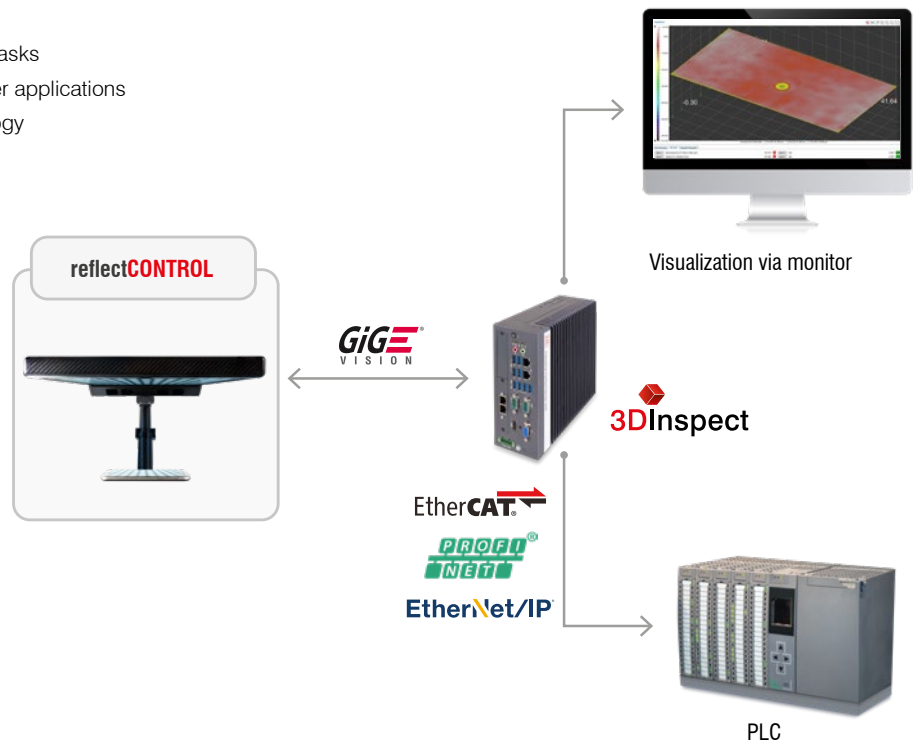 asks
er applications
ogy
-0.30
41.64
Visualization via monitor
reflectCONTROL
GiGE
VISION
3DInspect
EtherCAT®
PROFI®
NET
EtherNet/IP
PLC